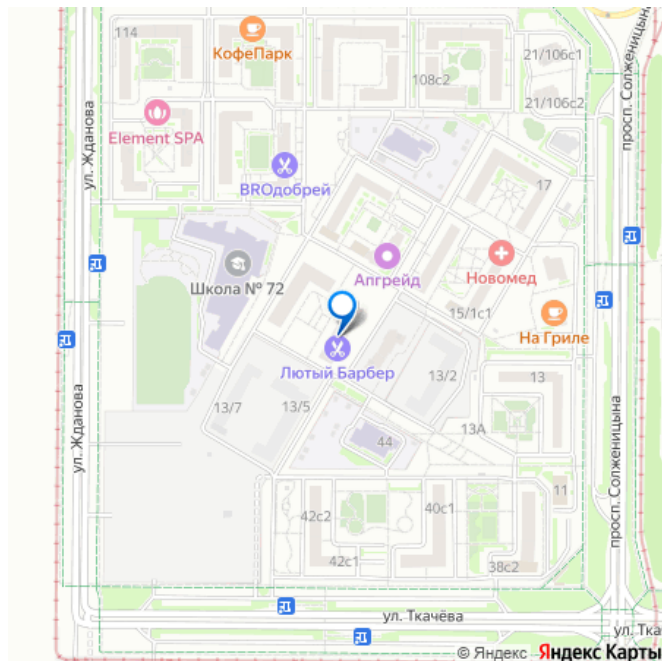 114
КофеПарк
108с2
21/106с1
21/106с2
просп. Солженицына
ул. Жданова
Element SPA
BROдобрей
17
Школа № 72
Апгрейд
Новомед
15/1с1
На Гриле
Лютый Барбер
13/7
13/5
13/2
13
13А
44
ул. Жданова
просп. Солженицына
42с2
42с1
40с1
11
38с2
ул. Ткачёва
ул. Тка
© Яндекс Яндекс Карты